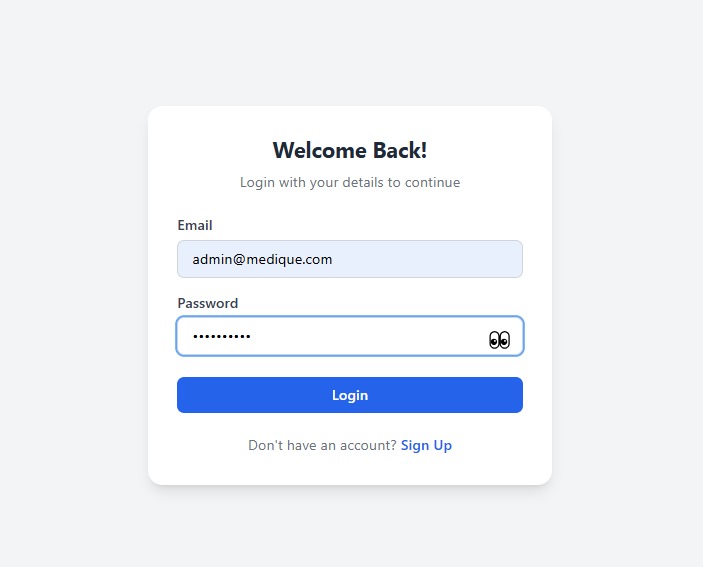 Welcome Back!
Login with your details to continue
Email
admin@medique.com
Password
••••••••••
Login
Don't have an account? Sign Up